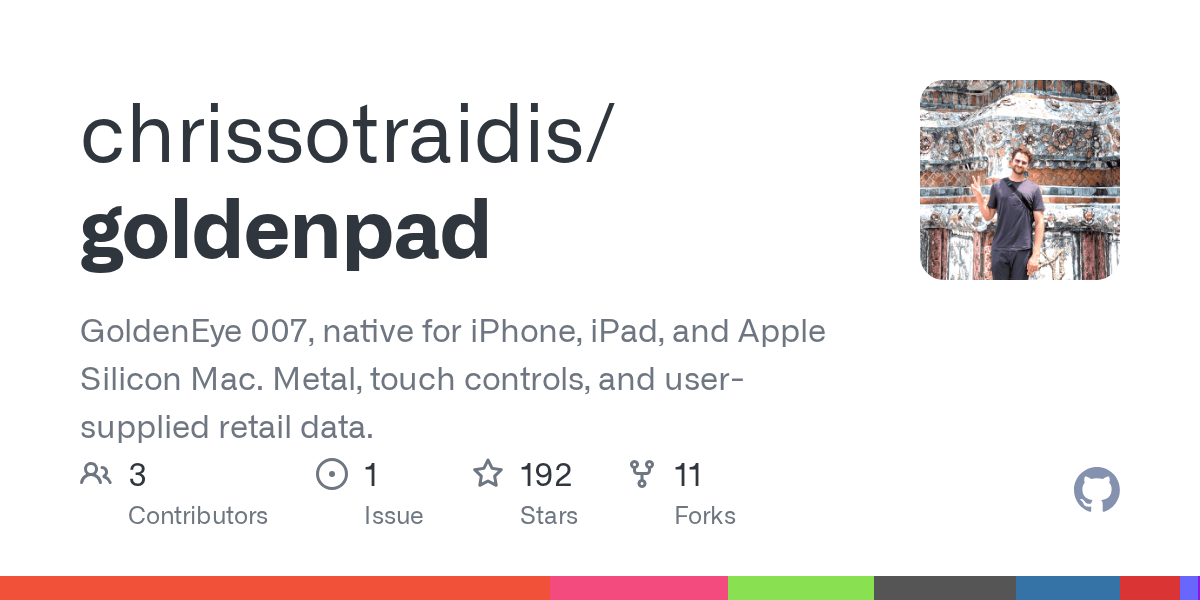 chrissotraidis/
goldenpad
GoldenEye 007, native for iPhone, iPad, and Apple
Silicon Mac. Metal, touch controls, and user-
supplied retail data.
3
Contributors
1
Issue
192
Stars
11
Forks